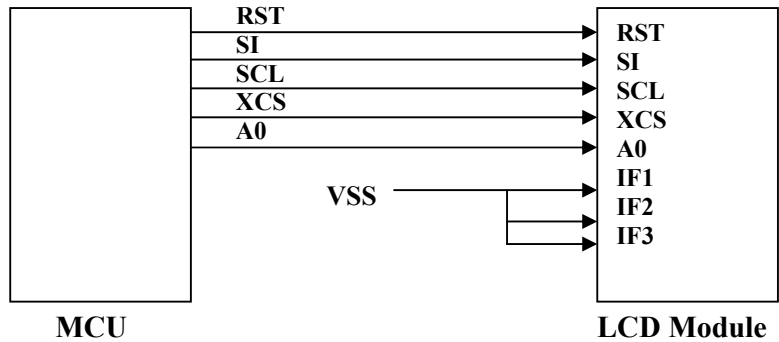 RST
SI
SCL
XCS
A0
VSS
RST
SI
SCL
XCS
A0
IF1
IF2
IF3
MCU
LCD Module